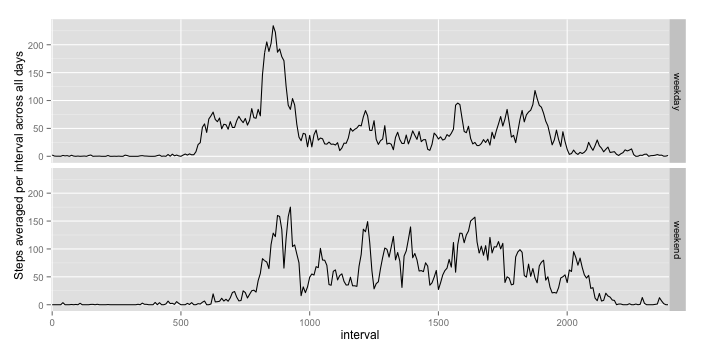 Steps averaged per interval across all days
200
150
100
50
0
weekday
200
150
100
50
0
weekend
0 500 1000 1500 2000
interval